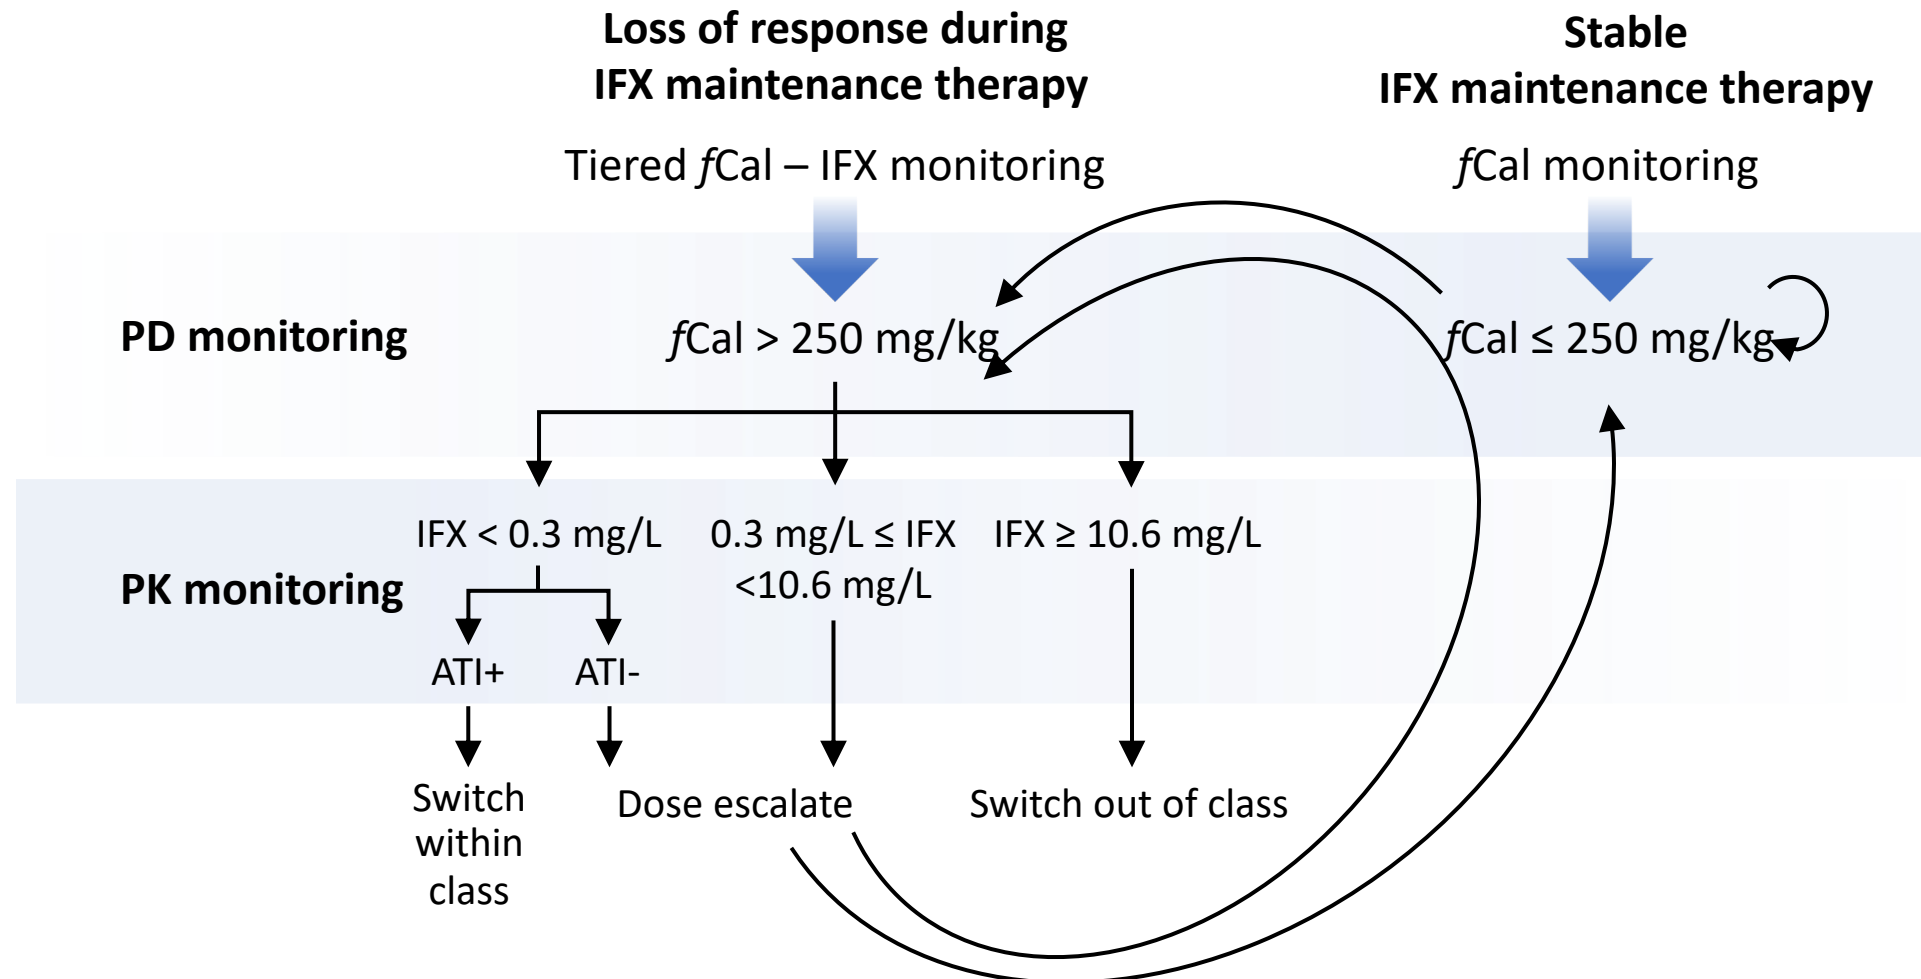 Loss of response during
IFX maintenance therapy
Stable
IFX maintenance therapy
Tiered fCal – IFX monitoring
fCal monitoring
PD monitoring
fCal > 250 mg/kg
fCal ≤ 250 mg/kg
PK monitoring
IFX < 0.3 mg/L
0.3 mg/L ≤ IFX
<10.6 mg/L
IFX ≥ 10.6 mg/L
ATI+
ATI-
Switch
within
class
Dose escalate
Switch out of class